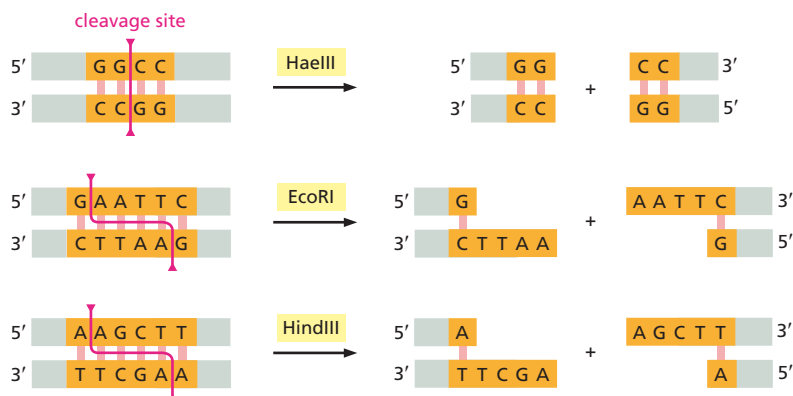 cleavage site
5′ G G C C HaeIII 5′ G G + C C 3′
3′ C C G G 3′ C C G G 5′
5′ G A A T T C EcoRI 5′ G + A A T T C 3′
3′ C T T A A G 3′ C T T A A G 5′
5′ A A G C T T HindIII 5′ A + A G C T T 3′
3′ T T C G A A 3′ T T C G A A 5′